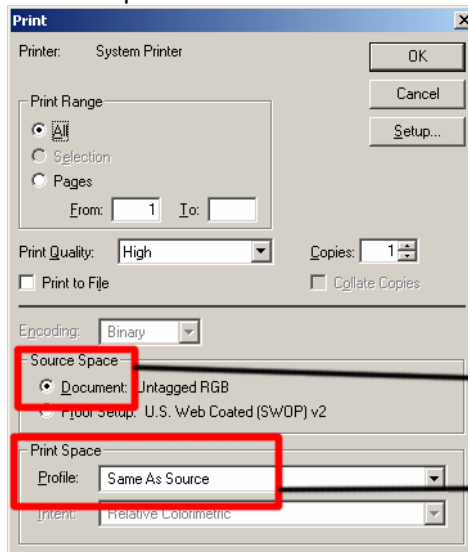 Print
Printer: System Printer
OK
Cancel
Setup...
Print Range
All
Selection
Pages
From: 1 To:
Print Quality: High
Copies: 1
Print to File
Collate Copies
Encoding: Binary
Source Space
Document: Untagged RGB
Proof Setup: U.S. Web Coated (SWOP) v2
Print Space
Profile: Same As Source
Intent: Relative Colorimetric